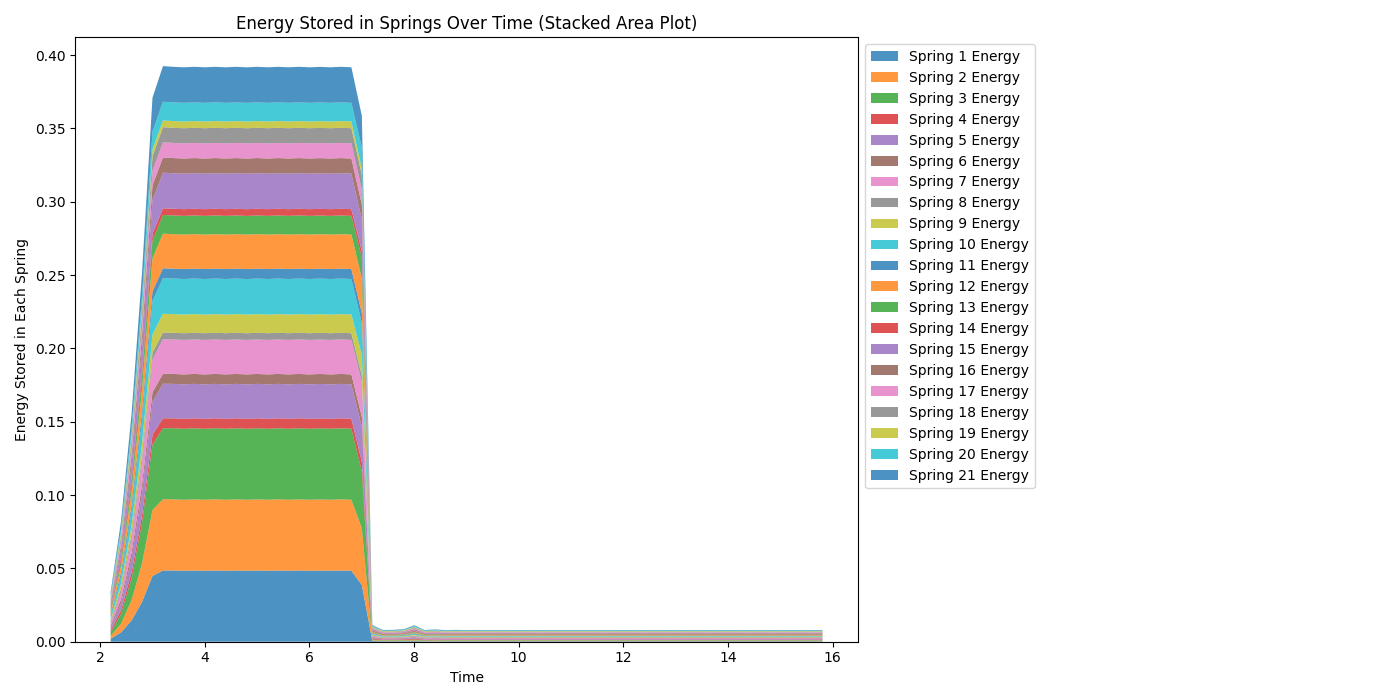 Energy Stored in Springs Over Time (Stacked Area Plot)
0.40
0.35
0.30
0.25
0.20
0.15
0.10
0.05
0.00
Energy Stored in Each Spring
2
4
6
8
10
12
14
16
Time
Spring 1 Energy
Spring 2 Energy
Spring 3 Energy
Spring 4 Energy
Spring 5 Energy
Spring 6 Energy
Spring 7 Energy
Spring 8 Energy
Spring 9 Energy
Spring 10 Energy
Spring 11 Energy
Spring 12 Energy
Spring 13 Energy
Spring 14 Energy
Spring 15 Energy
Spring 16 Energy
Spring 17 Energy
Spring 18 Energy
Spring 19 Energy
Spring 20 Energy
Spring 21 Energy